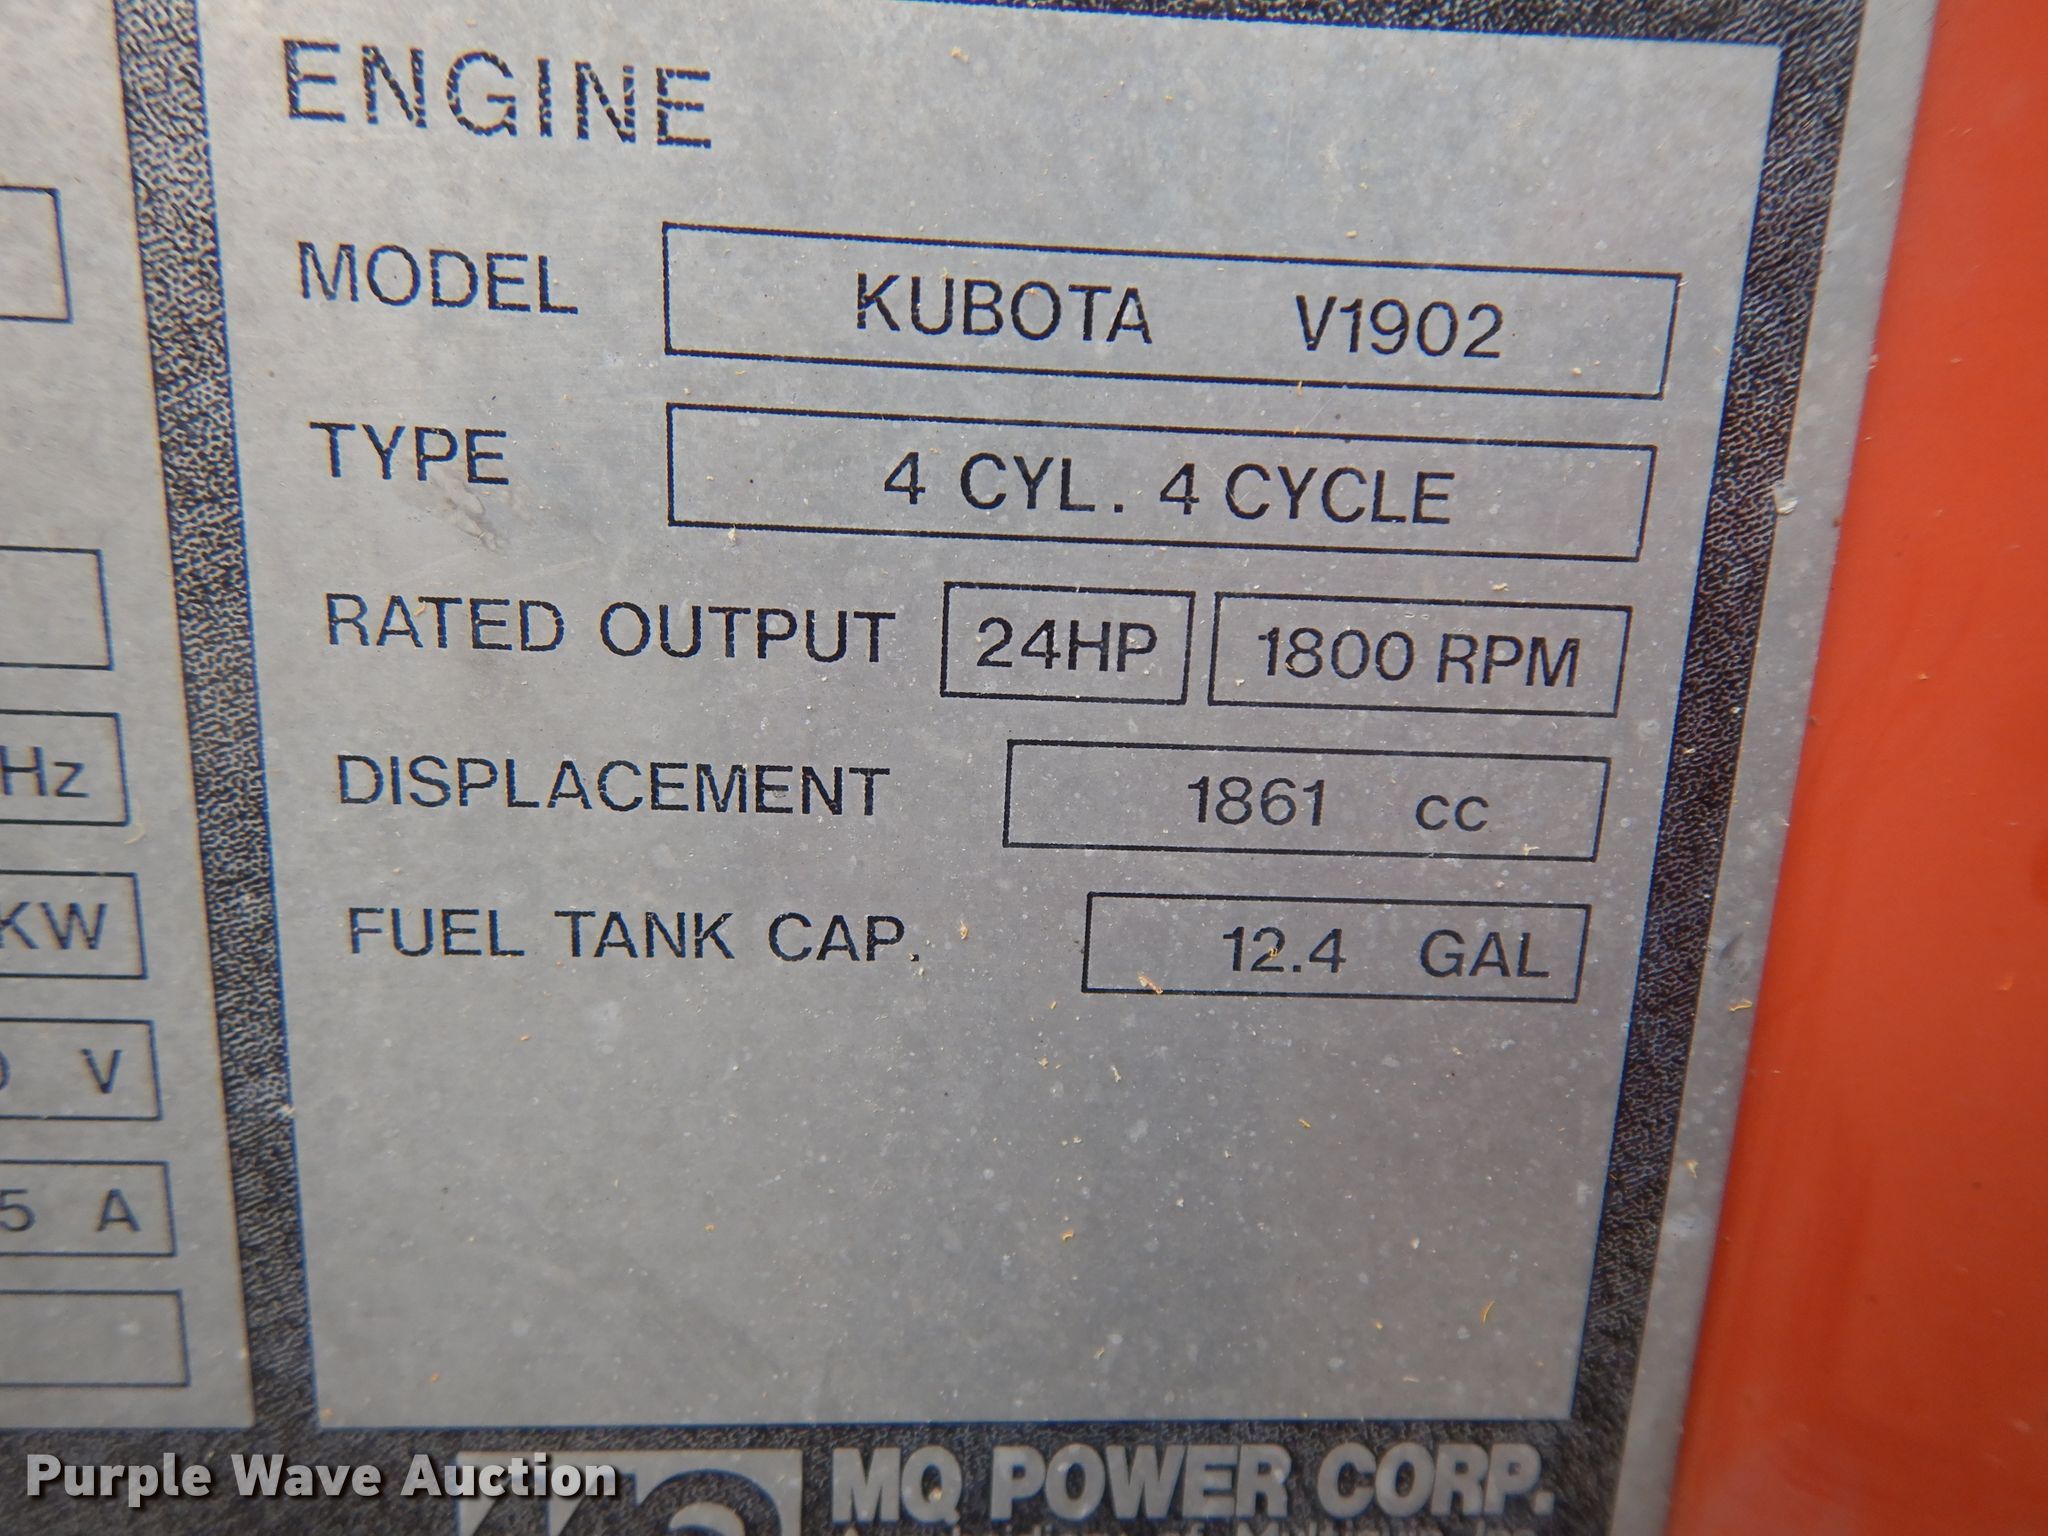 ENGINE
MODEL KUBOTA V1902
TYPE 4 CYL. 4 CYCLE
RATED OUTPUT 24HP 1800 RPM
DISPLACEMENT 1861 cc
FUEL TANK CAP. 12.4 GAL
Hz
KW
V
5 A
Purple Wave Auction
MQ POWER CORP.